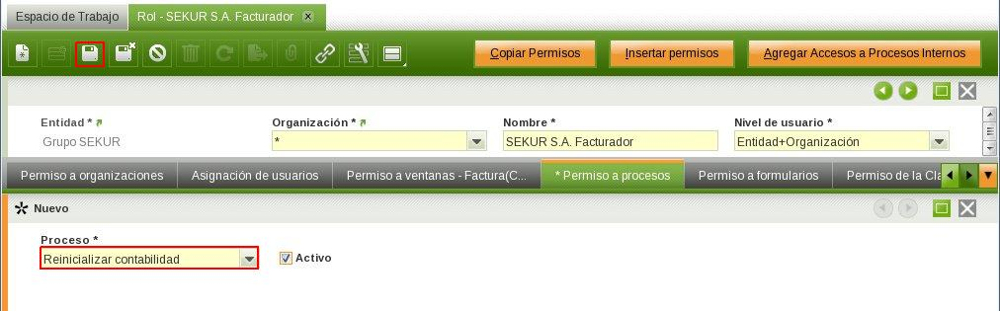 Espacio de Trabajo Rol - SEKUR S.A. Facturador
Copiar Permisos Insertar permisos Agregar Accesos a Procesos Internos
Entidad * Organización * Nombre * Nivel de usuario *
Grupo SEKUR * SEKUR S.A. Facturador Entidad+Organización
Permiso a organizaciones Asignación de usuarios Permiso a ventanas - Factura(C... * Permiso a procesos Permiso a formularios Permiso de la Cla
Nuevo
Proceso *
Reinicializar contabilidad Activo